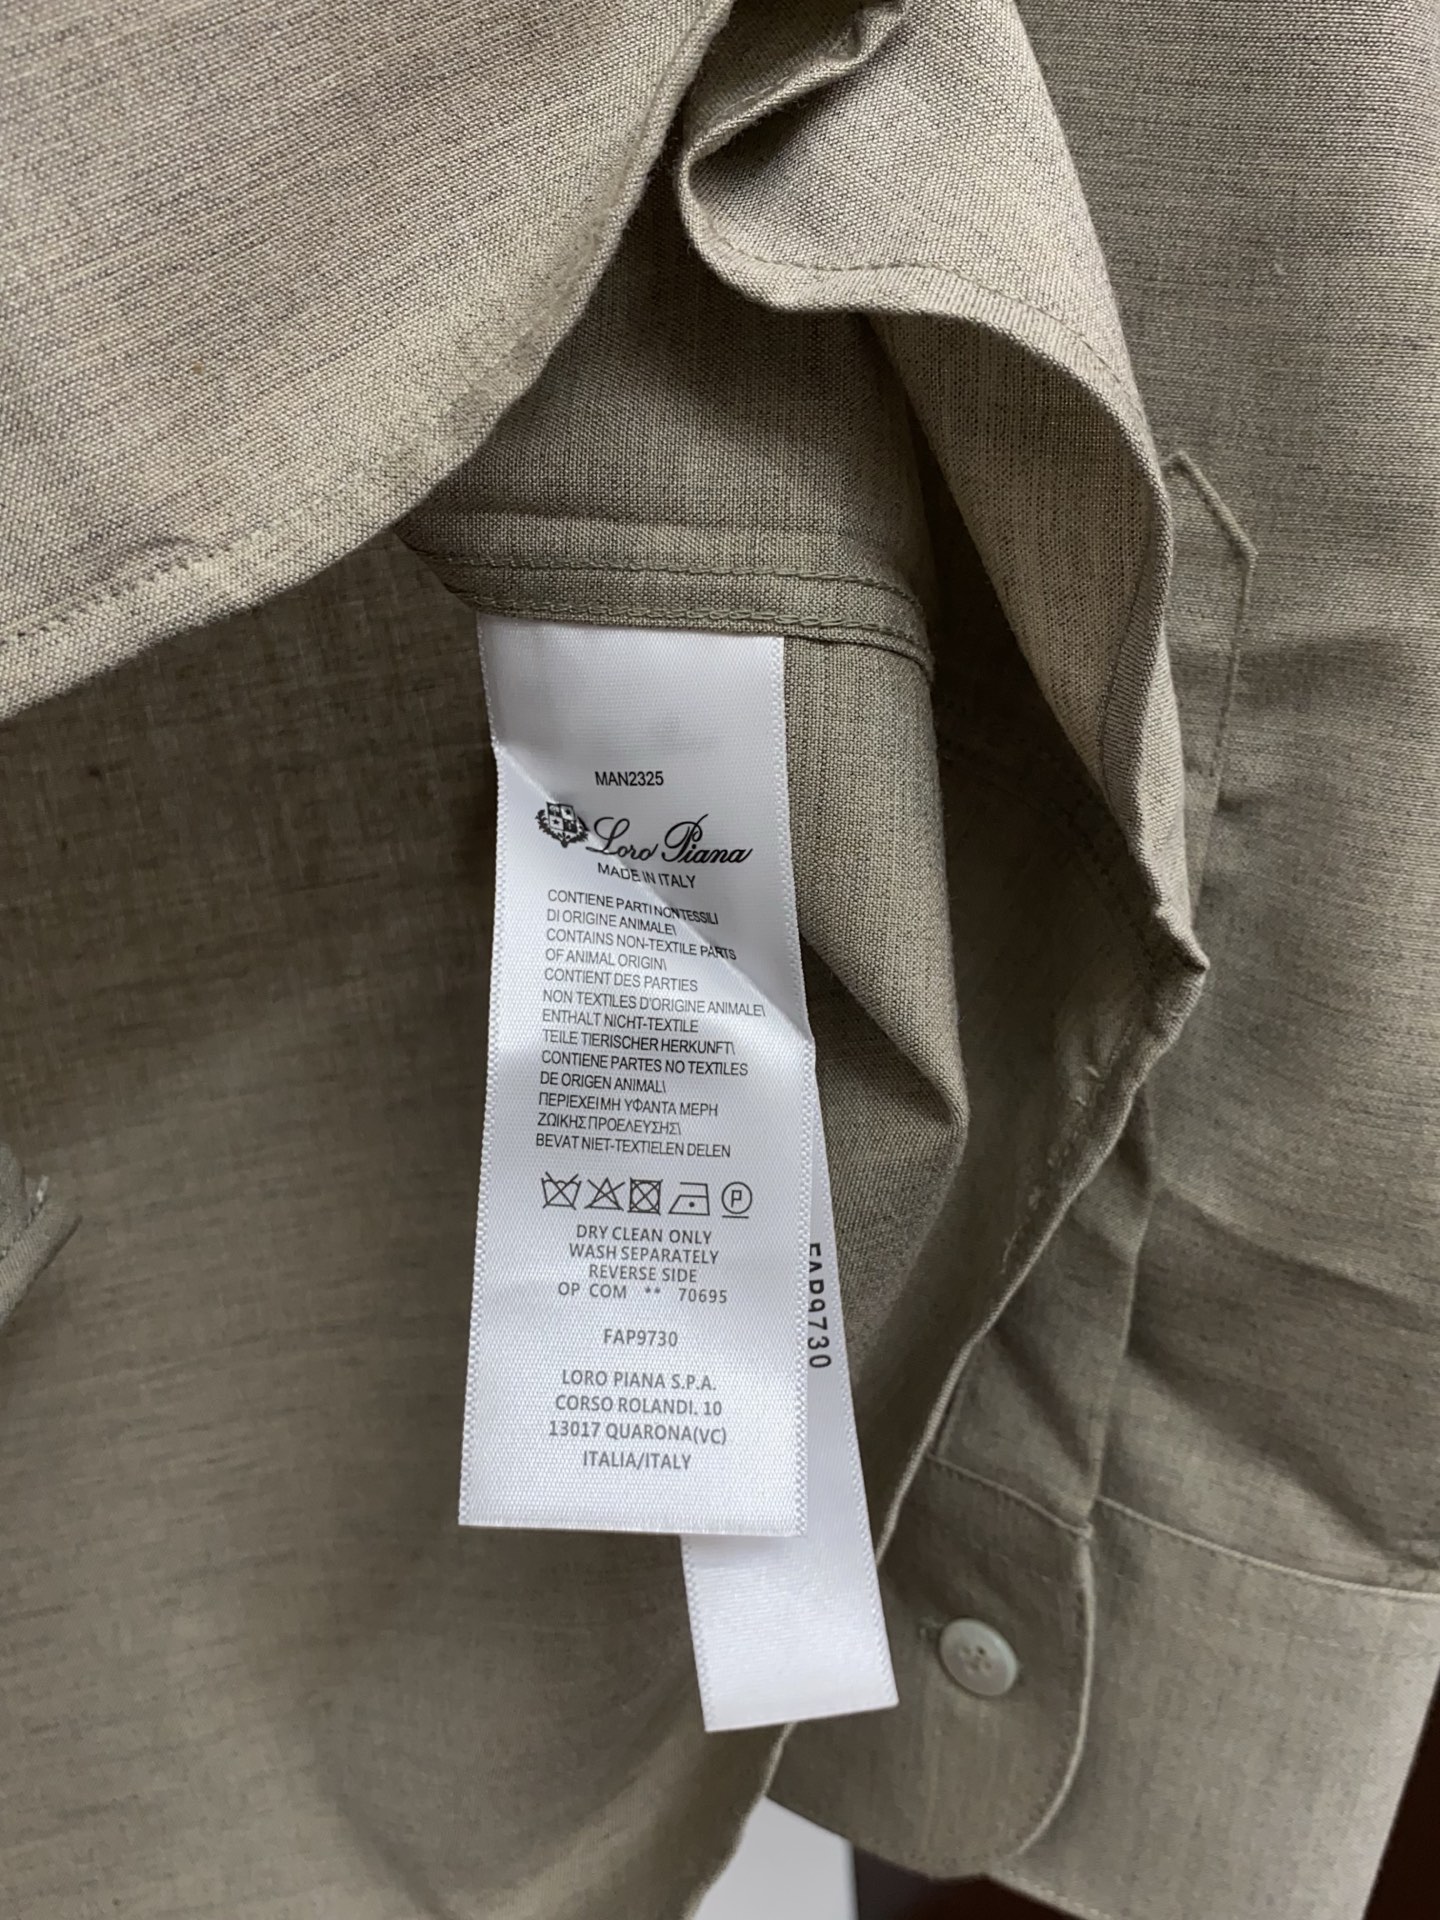 MAN2325
Loro Piana
MADE IN ITALY
CONTIENE PARTI NON TESSILI
DI ORIGINE ANIMALE\
CONTAINS NON-TEXTILE PARTS
OF ANIMAL ORIGIN\
CONTIENT DES PARTIES
NON TEXTILES D'ORIGINE ANIMALE\
ENTHALT NICHT-TEXTILE
TEILE TIERISCHER HERKUNFT\
CONTIENE PARTES NO TEXTILES
DE ORIGEN ANIMAL\
ΠΕΡΙΕΧΕΙ ΜΗ ΥΦΑΝΤΑ ΜΕΡΗ
ΖΩΙΚΗΣ ΠΡΟΕΛΕΥΣΗΣ\
BEVAT NIET-TEXTIELEN DELEN
P
DRY CLEAN ONLY
WASH SEPARATELY
REVERSE SIDE
OP COM ** 70695
FAP9730
LORO PIANA S.P.A.
CORSO ROLANDI. 10
13017 QUARONA(VC)
ITALIA/ITALY
FAP9730